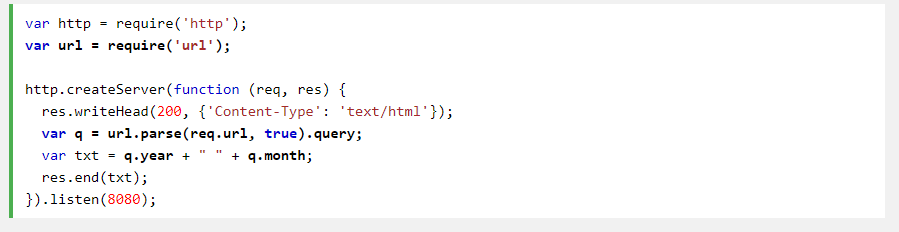 var http = require('http');
var url = require('url');

http.createServer(function (req, res) {
  res.writeHead(200, {'Content-Type': 'text/html'});
  var q = url.parse(req.url, true).query;
  var txt = q.year + " " + q.month;
  res.end(txt);
}).listen(8080);